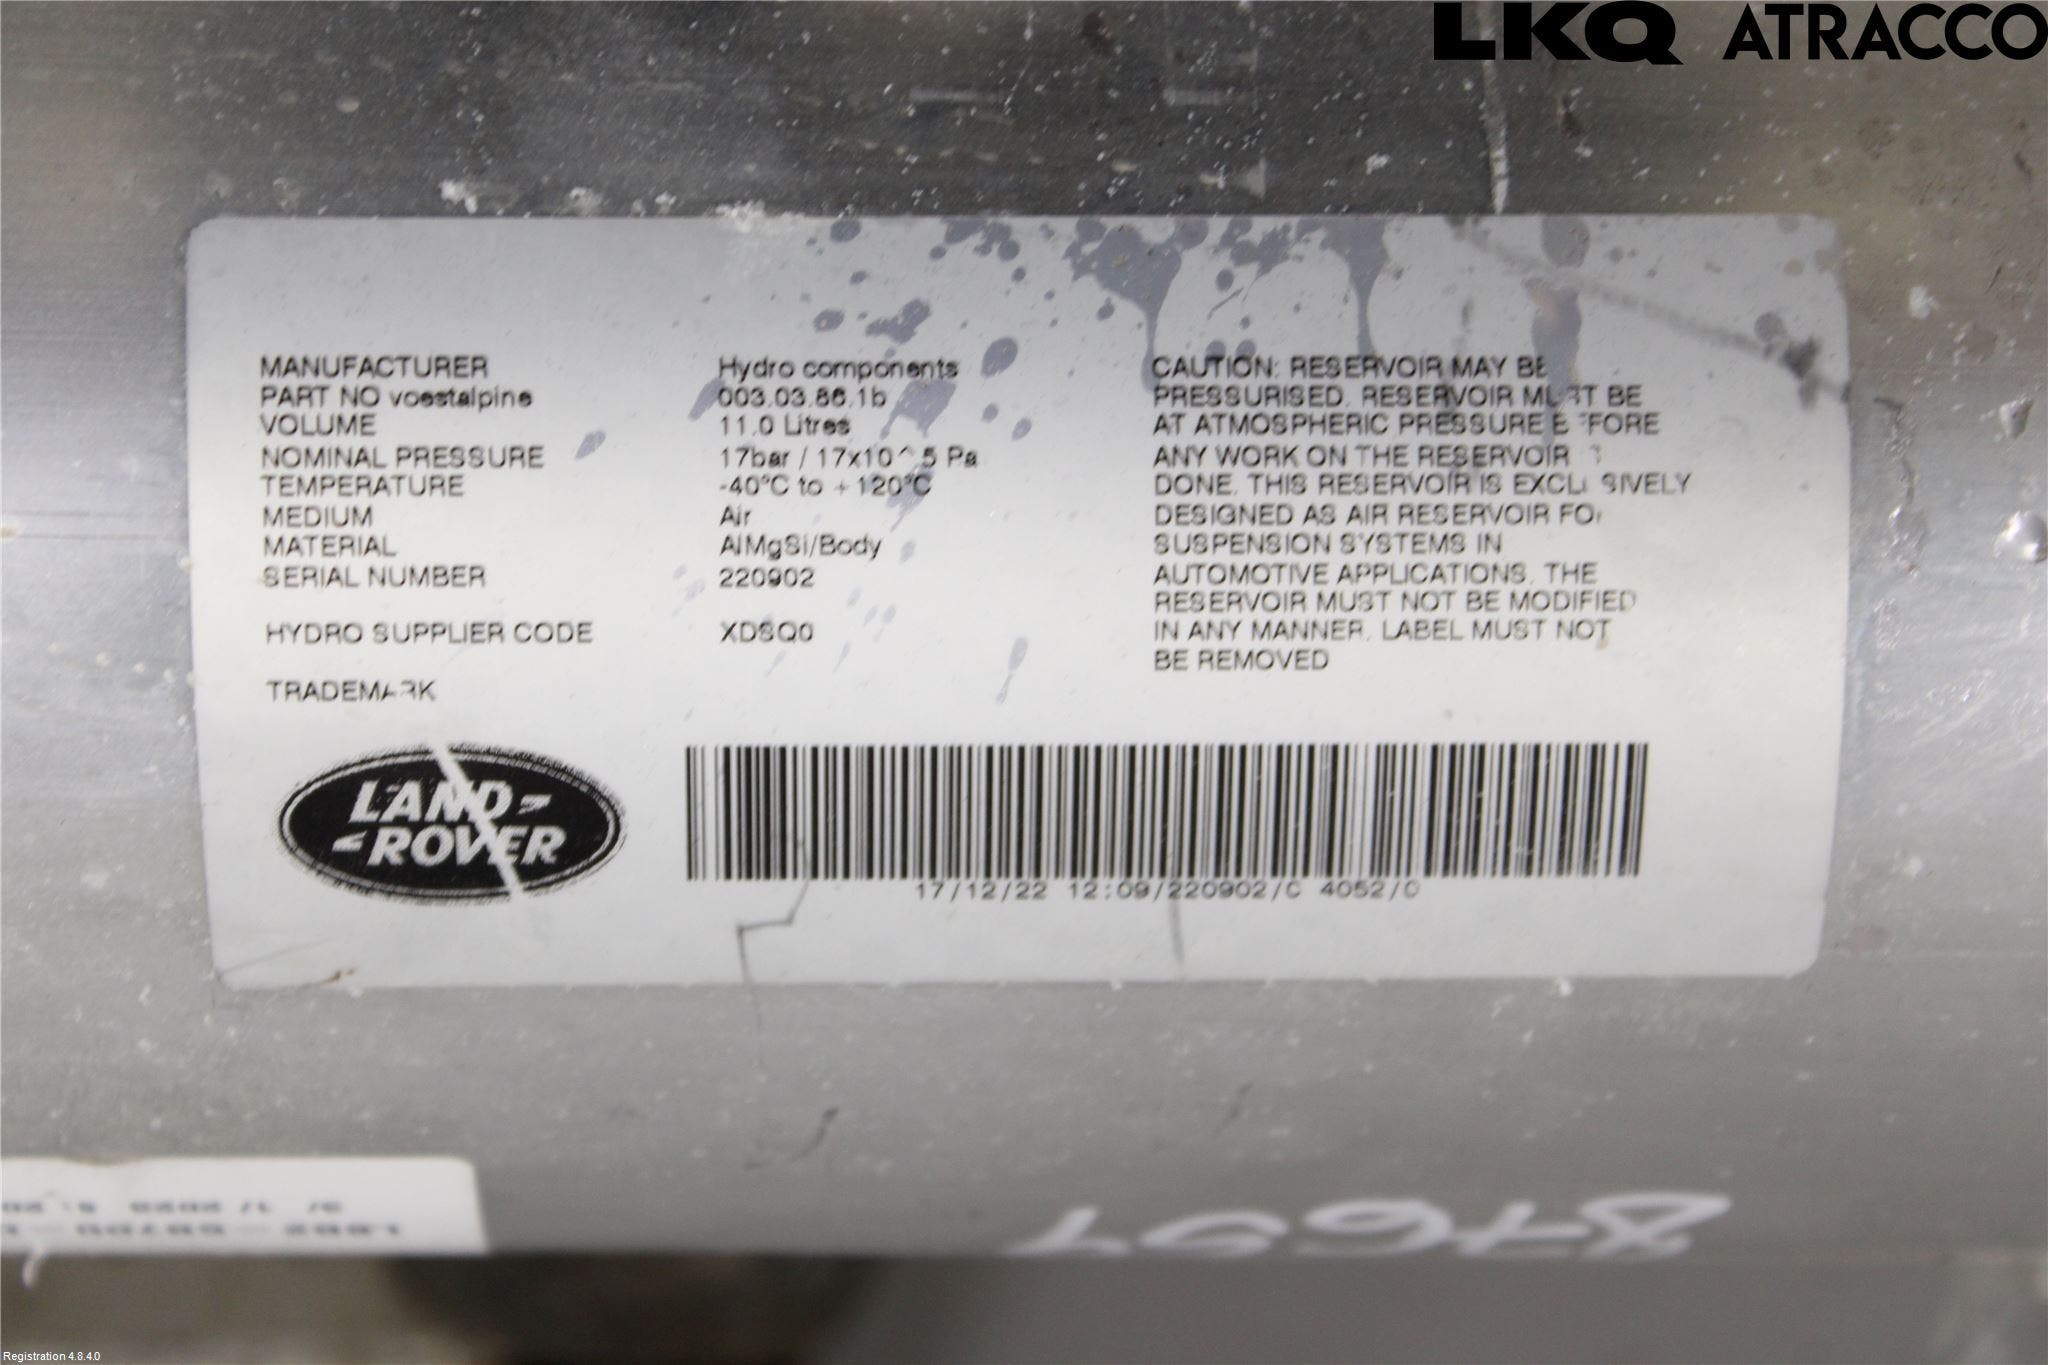 LKQ ATRACCO
MANUFACTURER Hydro components
PART NO voestalpine 003.03.86.1b
VOLUME 11.0 Litres
NOMINAL PRESSURE 17bar / 17x10^5 Pa
TEMPERATURE -40°C to +120°C
MEDIUM Air
MATERIAL AlMgSi/Body
SERIAL NUMBER 220902
HYDRO SUPPLIER CODE XDSQ0
TRADEMARK
LAND
ROVER
CAUTION: RESERVOIR MAY BE
PRESSURISED. RESERVOIR MUST BE
AT ATMOSPHERIC PRESSURE BEFORE
ANY WORK ON THE RESERVOIR IS
DONE. THIS RESERVOIR IS EXCLUSIVELY
DESIGNED AS AIR RESERVOIR FOR
SUSPENSION SYSTEMS IN
AUTOMOTIVE APPLICATIONS. THE
RESERVOIR MUST NOT BE MODIFIED
IN ANY MANNER. LABEL MUST NOT
BE REMOVED
17/12/22 12:09/220902/C 4052/0
Registration 4.8.4.0